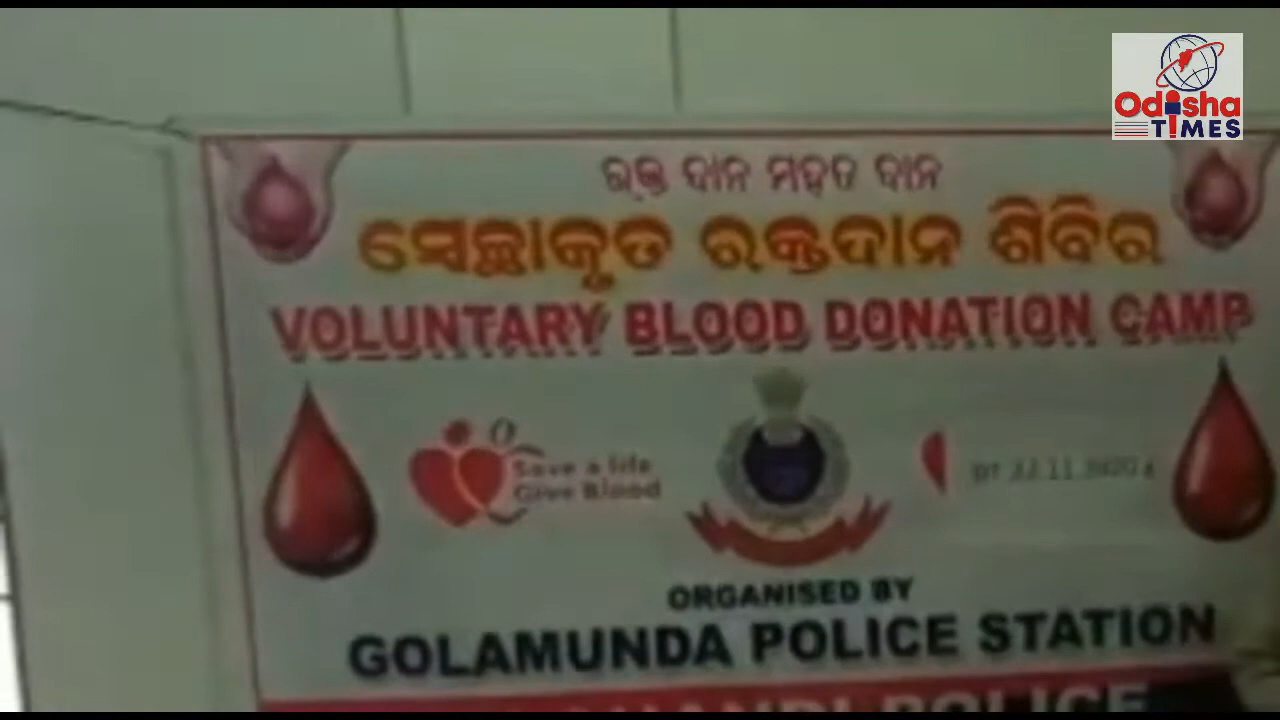 Odisha
TIMES
ରକ୍ତ ଦାନ ମହତ ଦାନ
ସ୍ୱେଚ୍ଛାକୃତ ରକ୍ତଦାନ ଶିବିର
VOLUNTARY BLOOD DONATION CAMP
Save a life
Give Blood
ORGANISED BY
GOLAMUNDA POLICE STATION
POLICE